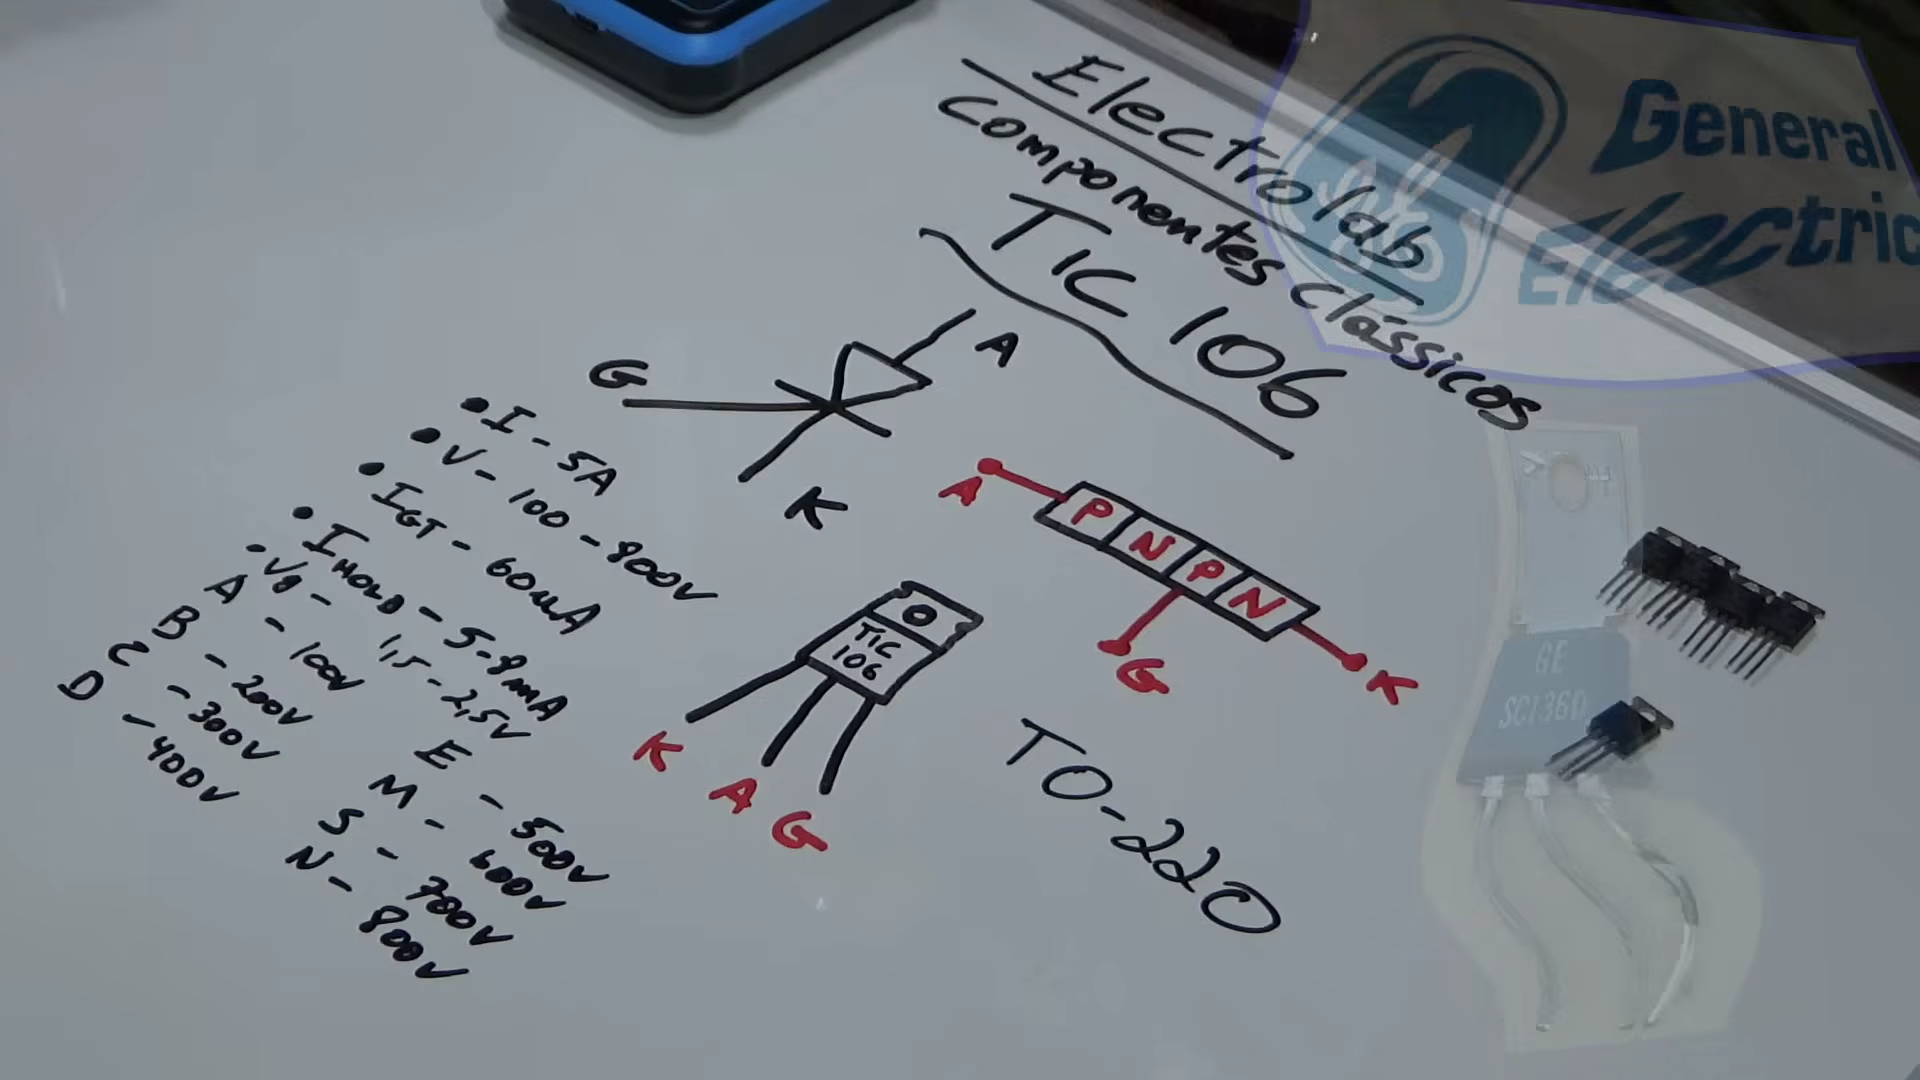 Electrolab
Componentes Clássicos
TIC 106
General
Electric
G
A
K
• I - 5A
• V - 100 - 800V
• IGT - 60uA
• IHOLD - 5-8mA
• Vg - 1,5 - 2,5V
A - 100V
B - 200V
C - 300V
D - 400V
E - 500V
M - 600V
S - 700V
N - 800V
A
P N P N
G
K
TIC
106
K A G
TO-220
GE
SC136D